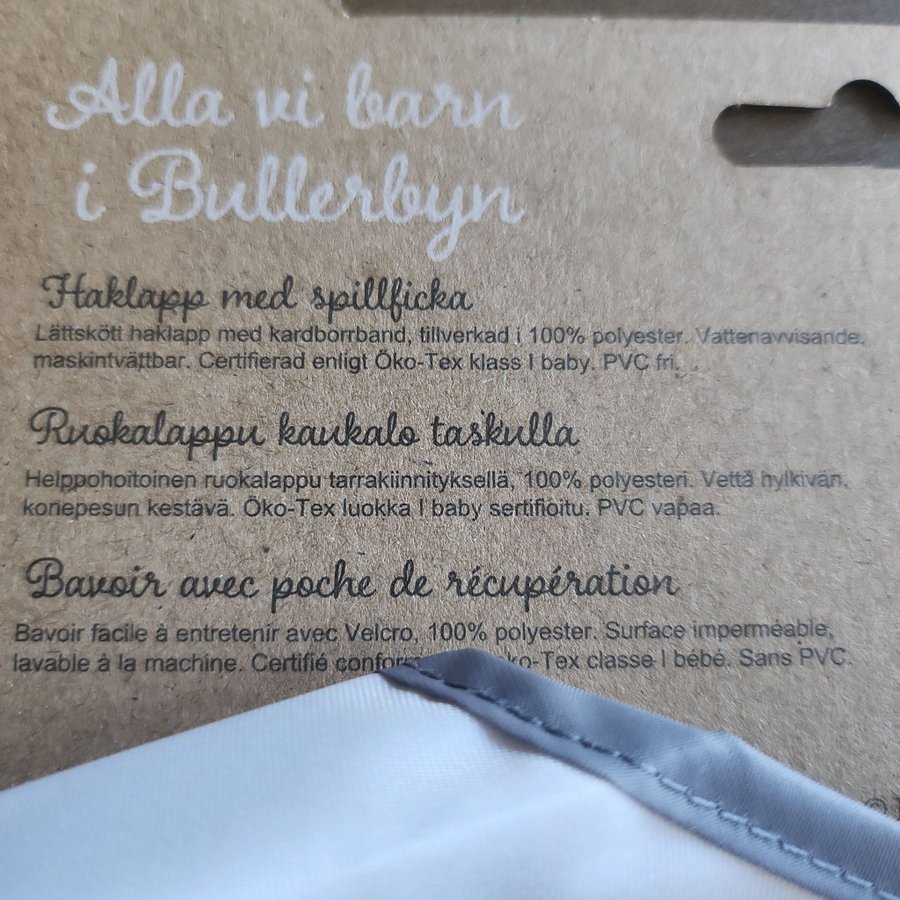 Alla vi barn
i Bullerbyn
Haklapp med spillficka
Lättskött haklapp med kardborrband, tillverkad i 100% polyester. Vattenavvisande,
maskintvättbar. Certifierad enligt Öko-Tex klass I baby. PVC fri.
Ruokalappu kaukalo taskulla
Helppohoitoinen ruokalappu tarrakiinnityksellä, 100% polyesteri. Vettä hylkivän,
konepesun kestävä. Öko-Tex luokka I baby sertifioitu. PVC vapaa.
Bavoir avec poche de récupération
Bavoir facile à entretenir avec Velcro, 100% polyester. Surface imperméable,
lavable à la machine. Certifié ko-Tex classe I bébé. Sans PVC.